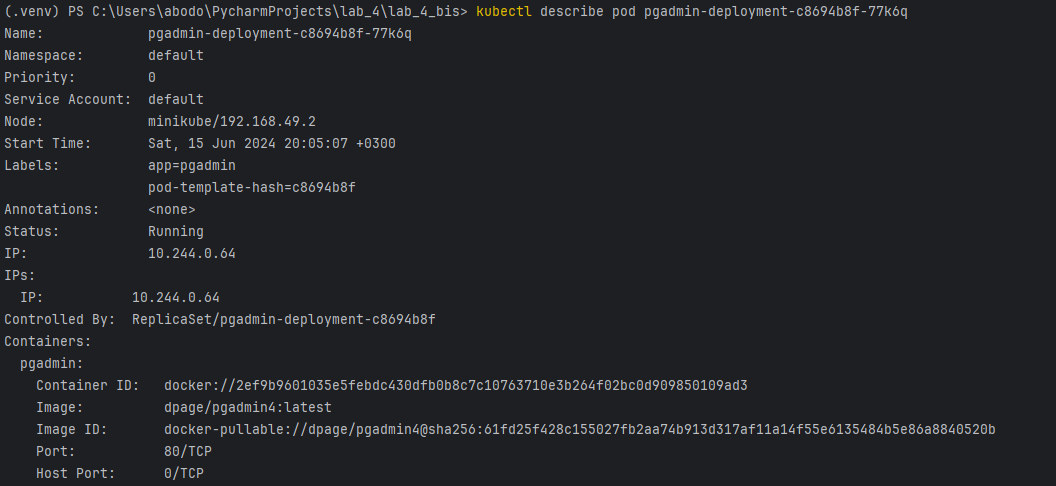 (.venv) PS C:\Users\abodo\PycharmProjects\lab_4\lab_4_bis> kubectl describe pod pgadmin-deployment-c8694b8f-77k6q
Name:             pgadmin-deployment-c8694b8f-77k6q
Namespace:        default
Priority:         0
Service Account:  default
Node:             minikube/192.168.49.2
Start Time:       Sat, 15 Jun 2024 20:05:07 +0300
Labels:           app=pgadmin
                  pod-template-hash=c8694b8f
Annotations:      <none>
Status:           Running
IP:               10.244.0.64
IPs:
  IP:           10.244.0.64
Controlled By:  ReplicaSet/pgadmin-deployment-c8694b8f
Containers:
  pgadmin:
    Container ID:   docker://2ef9b9601035e5febdc430dfb0b8c7c10763710e3b264f02bc0d909850109ad3
    Image:          dpage/pgadmin4:latest
    Image ID:       docker-pullable://dpage/pgadmin4@sha256:61fd25f428c155027fb2aa74b913d317af11a14f55e6135484b5e86a8840520b
    Port:           80/TCP
    Host Port:      0/TCP